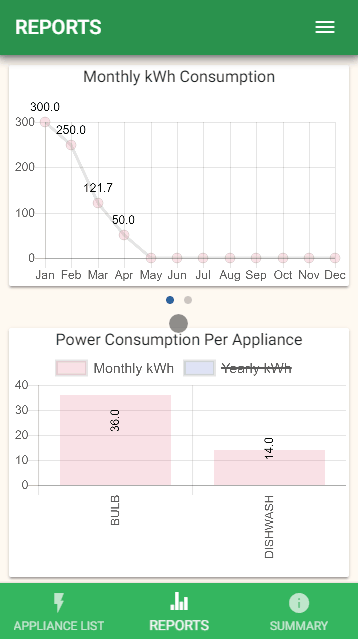 REPORTS
Monthly kWh Consumption
300.0
250.0
121.7
50.0
300
200
100
0
Jan Feb Mar Apr May Jun Jul Aug Sep Oct Nov Dec
Power Consumption Per Appliance
Monthly kWh Yearly kWh
40
30
20
10
0
36.0
14.0
BULB
DISHWASH
APPLIANCE LIST REPORTS SUMMARY